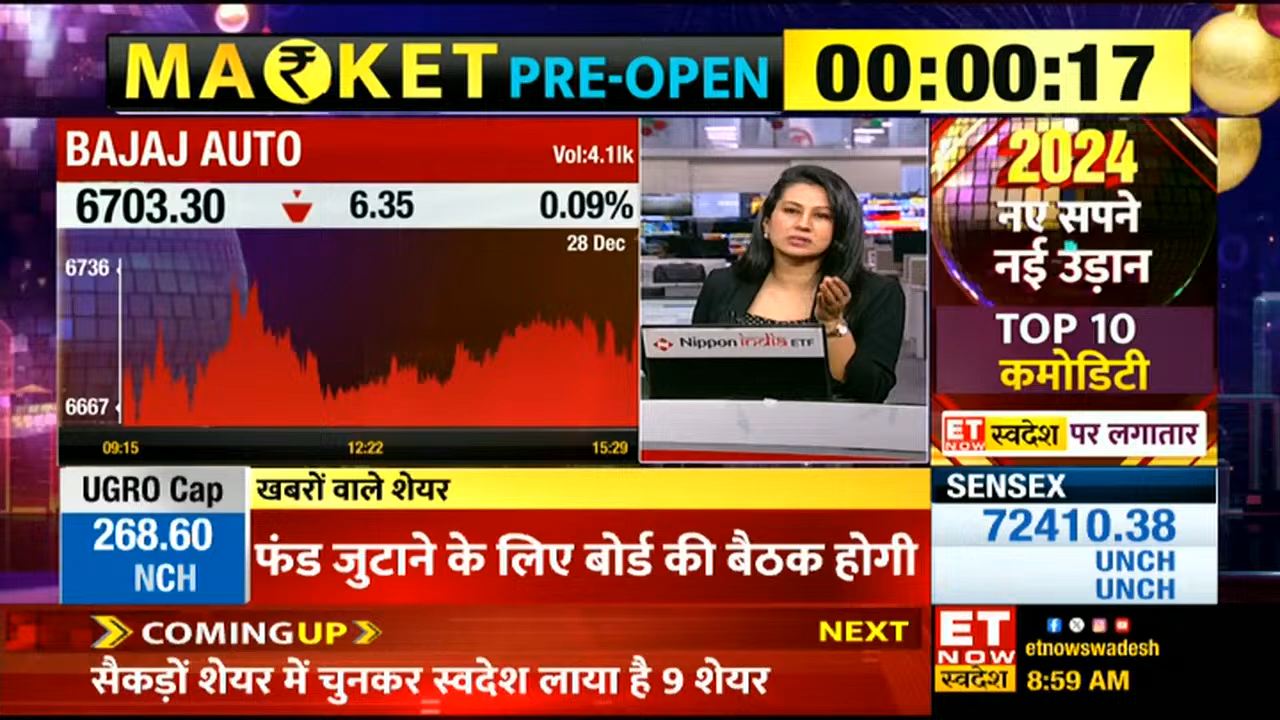 MA₹KET PRE-OPEN 00:00:17
BAJAJ AUTO
Vol:4.1lk
6703.30 6.35 0.09%
28 Dec
6736
6667
09:15 12:22 15:29
Nippon india ETF
2024
नए सपने
नई उड़ान
TOP 10
कमोडिटी
ET NOW स्वदेश पर लगातार
UGRO Cap
268.60
NCH
खबरों वाले शेयर
फंड जुटाने के लिए बोर्ड की बैठक होगी
SENSEX
72410.38
UNCH
UNCH
COMING UP
NEXT
सैकड़ों शेयर में चुनकर स्वदेश लाया है 9 शेयर
ET
NOW
स्वदेश
etnowswadesh
8:59 AM